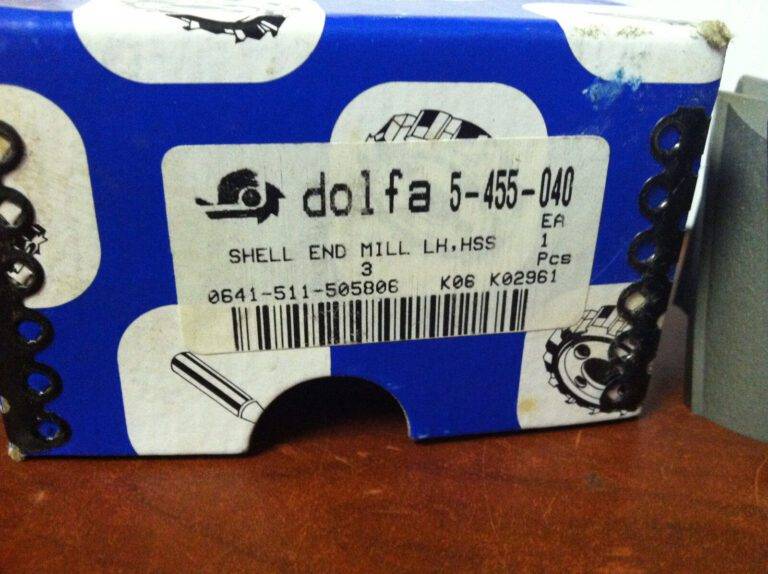 dolfa 5-455-040
EA
SHELL END MILL LH,HSS 1
3 Pcs
0641-511-505806 K06 K02961